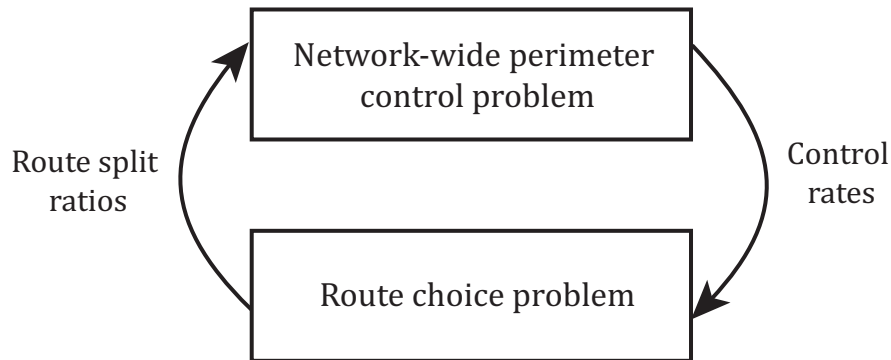 Network-wide perimeter
control problem
Route split
ratios
Control
rates
Route choice problem